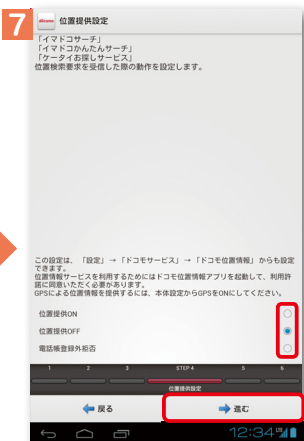 7
docomo 位置提供設定
「イマドコサーチ」
「イマドコかんたんサーチ」
「ケータイお探しサービス」
位置検索要求を受信した際の動作を設定します。
この設定は、「設定」→「ドコモサービス」→「ドコモ位置情報」からも設定
できます。
位置情報サービスを利用するためにはドコモ位置情報アプリを起動して、利用許
諾に同意いただく必要があります。
GPSによる位置情報を提供するには、本体設定からGPSをONにしてください。
位置提供ON
位置提供OFF
電話帳登録外拒否
1 2 3 STEP 4 5 6
位置提供設定
戻る 進む
12:34